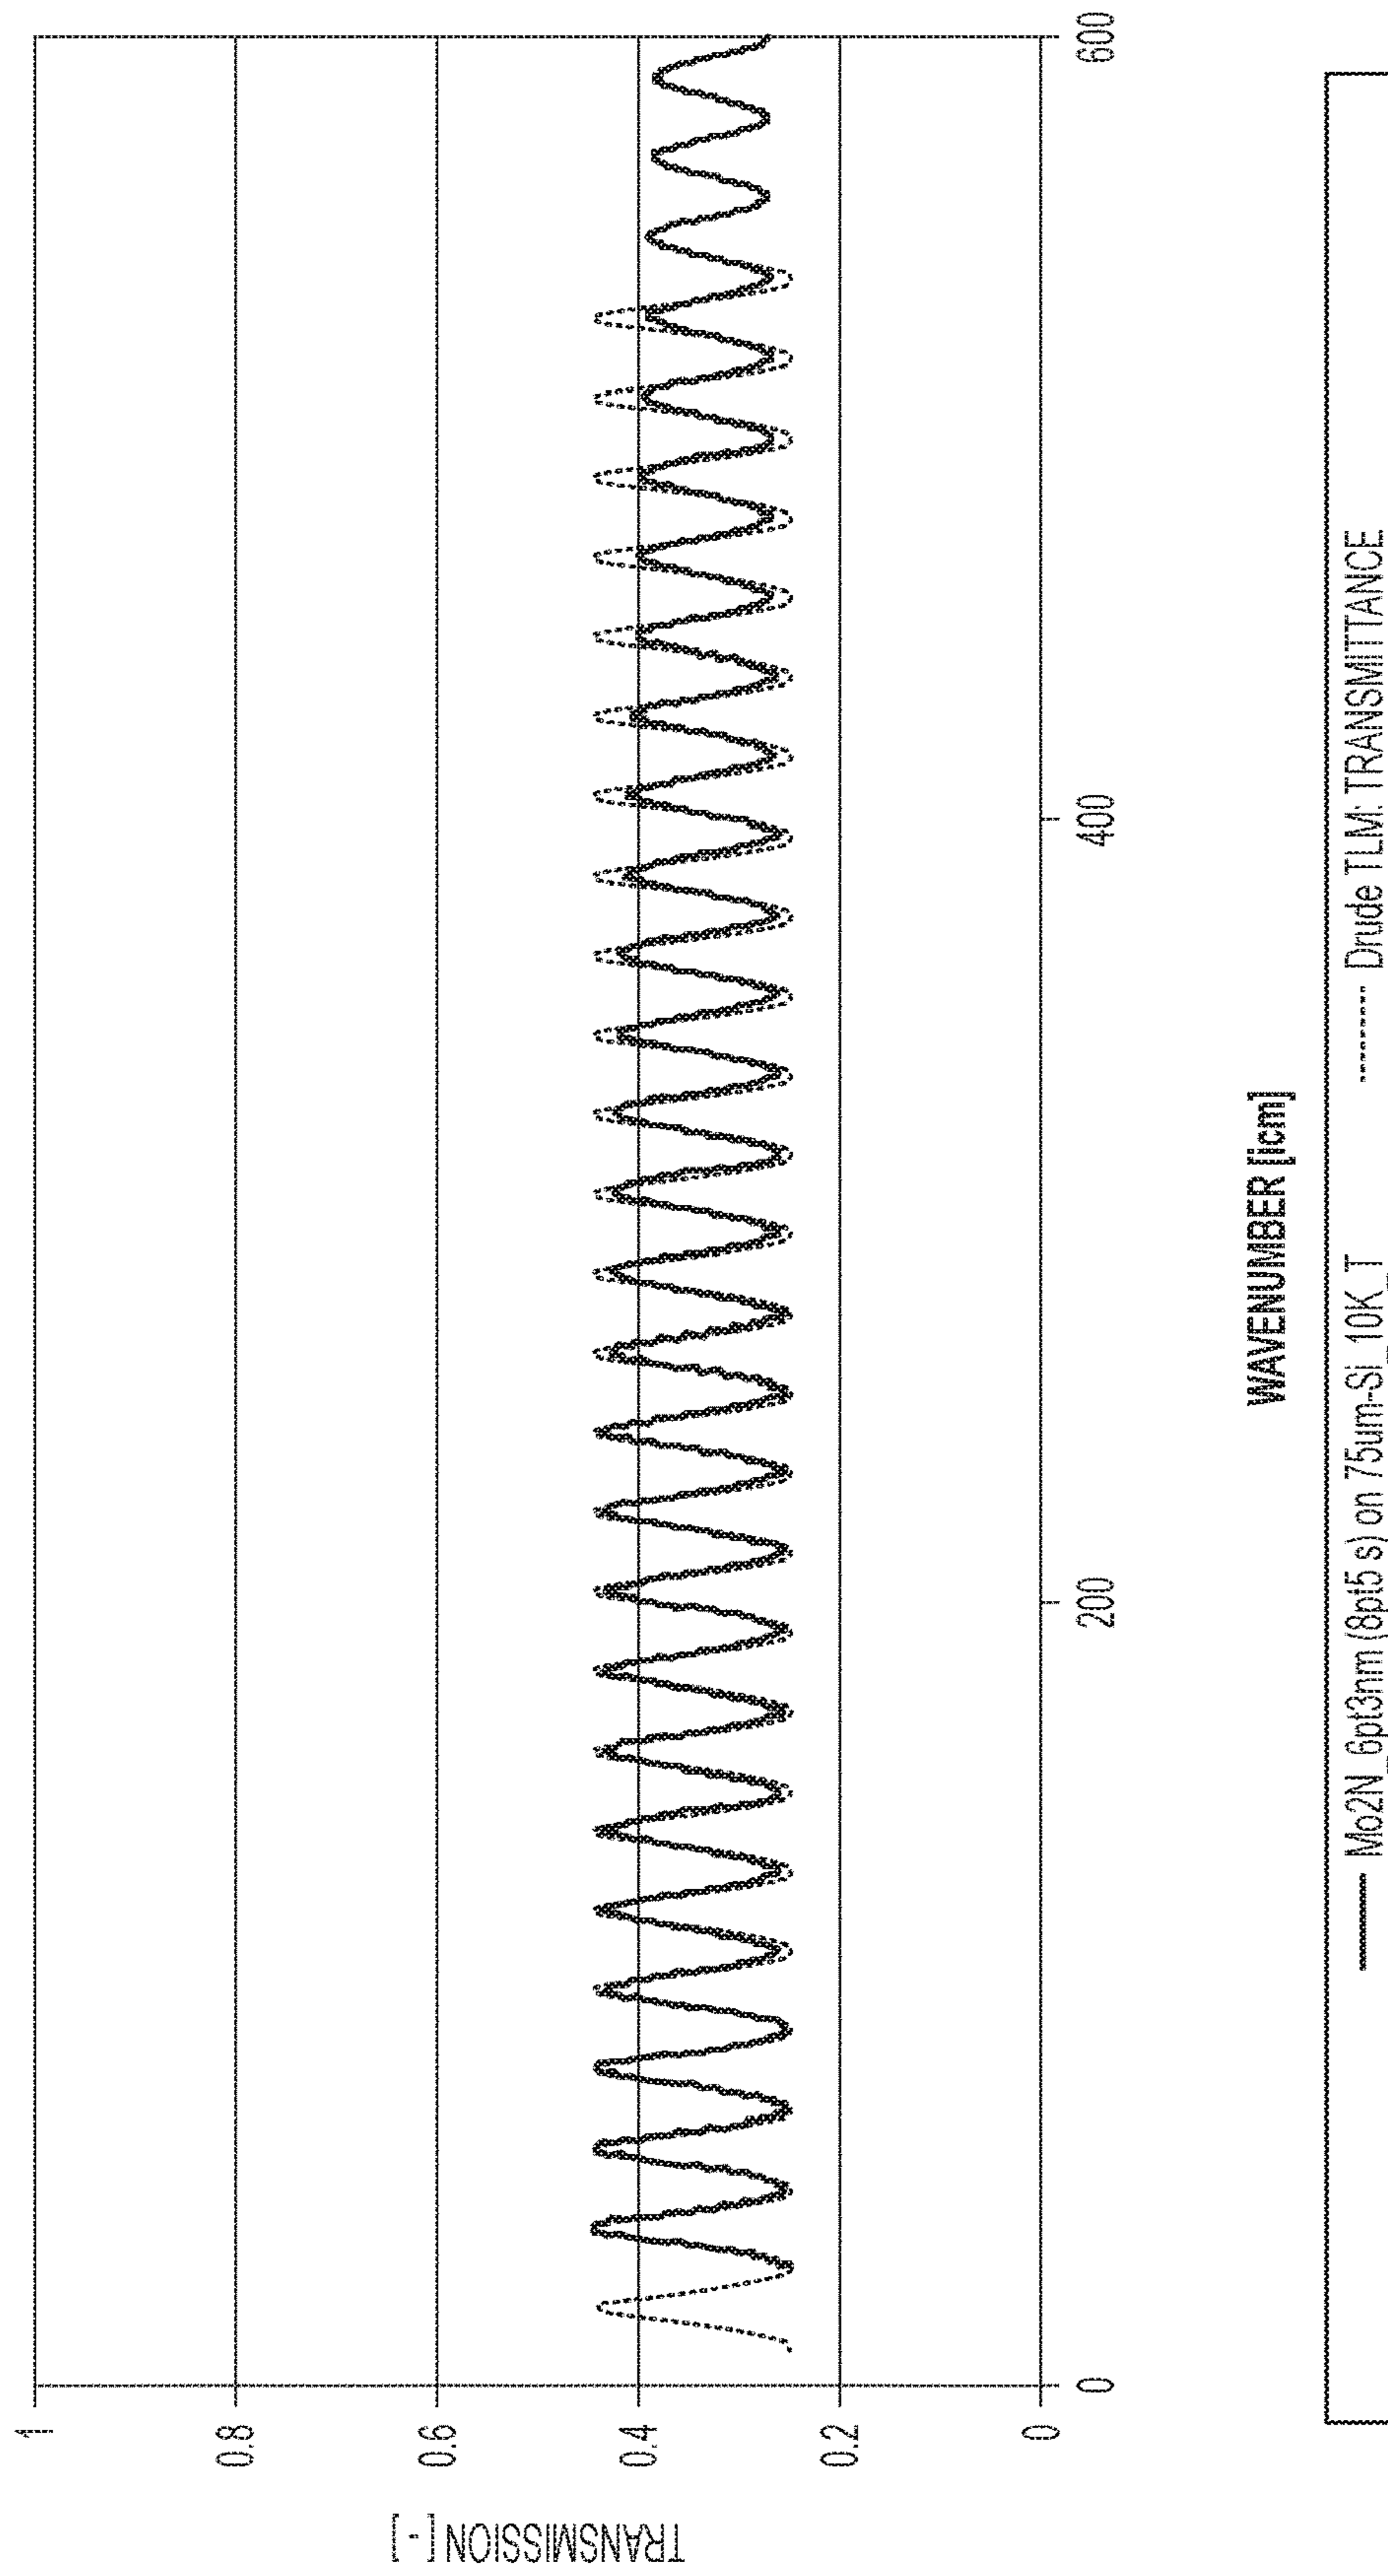 TRANSMISSION [-]
1
0.8
0.6
0.4
0.2
0
0
200
400
600
WAVENUMBER [icm]
Mo2N_6pt3nm (8pt5 s) on 75um-Si_10K_T
Drude TLM: TRANSMITTANCE